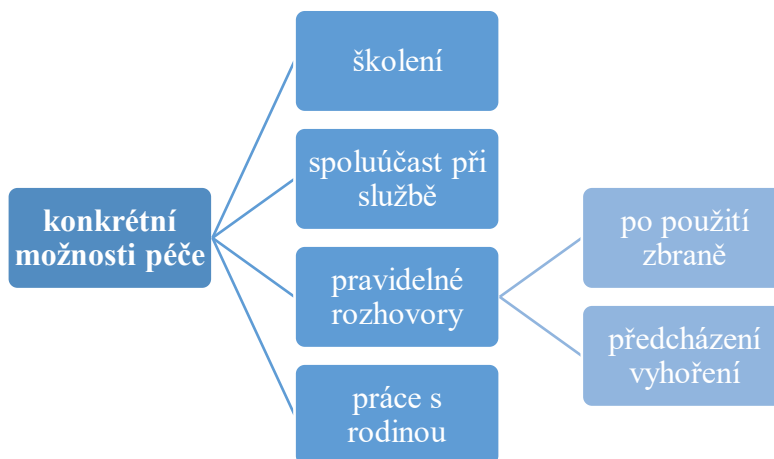 konkrétní
možnosti péče
školení
spoluúčast při
službě
pravidelné
rozhovory
práce s
rodinou
po použití
zbraně
předcházení
vyhoření